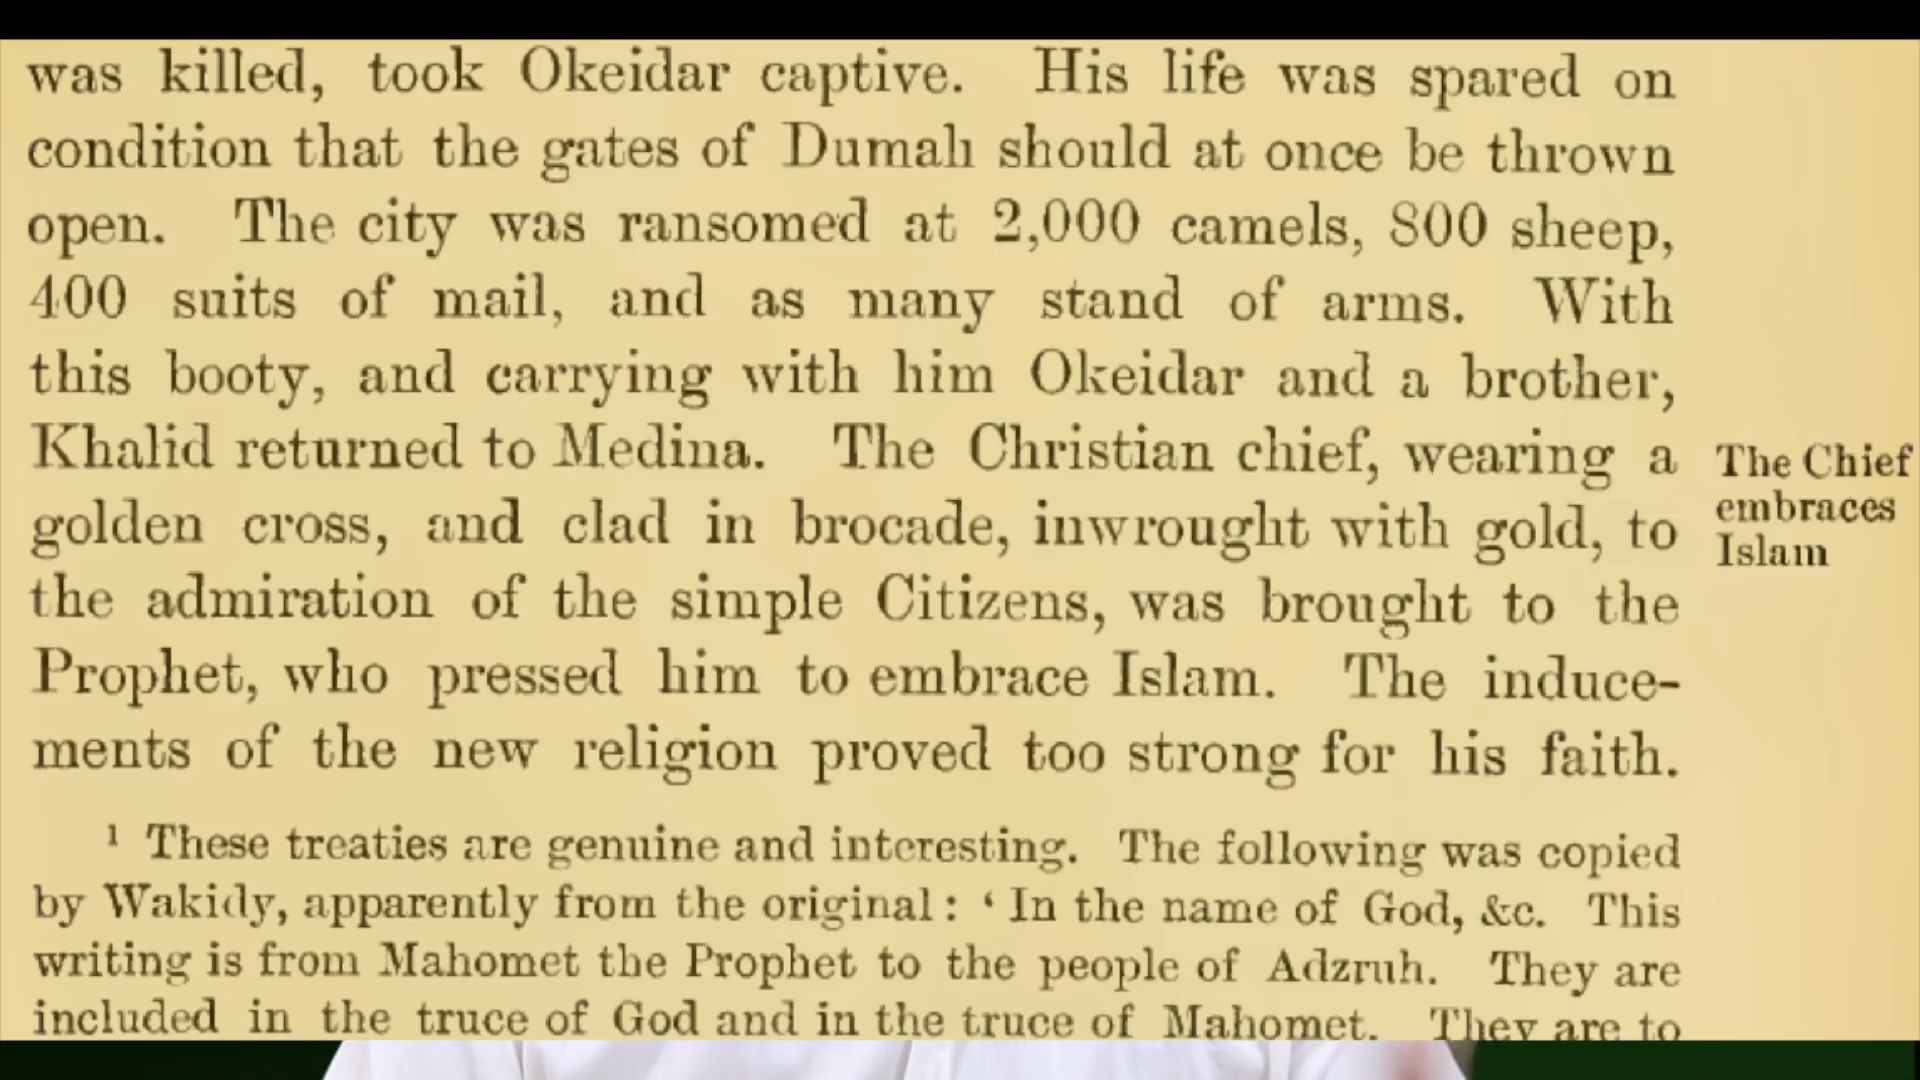 was killed, took Okeidar captive. His life was spared on
condition that the gates of Dumah should at once be thrown
open. The city was ransomed at 2,000 camels, 800 sheep,
400 suits of mail, and as many stand of arms. With
this booty, and carrying with him Okeidar and a brother,
Khalid returned to Medina. The Christian chief, wearing a
golden cross, and clad in brocade, inwrought with gold, to
the admiration of the simple Citizens, was brought to the
Prophet, who pressed him to embrace Islam. The induce-
ments of the new religion proved too strong for his faith.
The Chief
embraces
Islam
1 These treaties are genuine and interesting. The following was copied
by Wakidy, apparently from the original: ‘In the name of God, &c. This
writing is from Mahomet the Prophet to the people of Adzruh. They are
included in the truce of God and in the truce of Mahomet. They are to